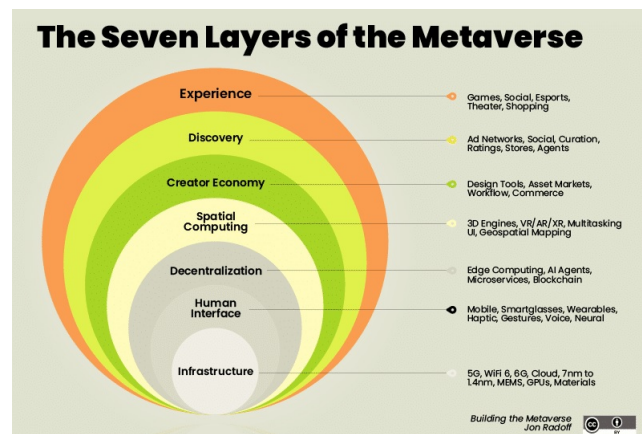 The Seven Layers of the Metaverse
Experience
Games, Social, Esports,
Theater, Shopping
Discovery
Ad Networks, Social, Curation,
Ratings, Stores, Agents
Creator Economy
Design Tools, Asset Markets,
Workflow, Commerce
Spatial
Computing
3D Engines, VR/AR/XR, Multitasking
UI, Geospatial Mapping
Decentralization
Edge Computing, AI Agents,
Microservices, Blockchain
Human
Interface
Mobile, Smartglasses, Wearables,
Haptic, Gestures, Voice, Neural
Infrastructure
5G, WiFi 6, 6G, Cloud, 7nm to
1.4nm, MEMS, GPUs, Materials
Building the Metaverse
Jon Radoff
cc
BY